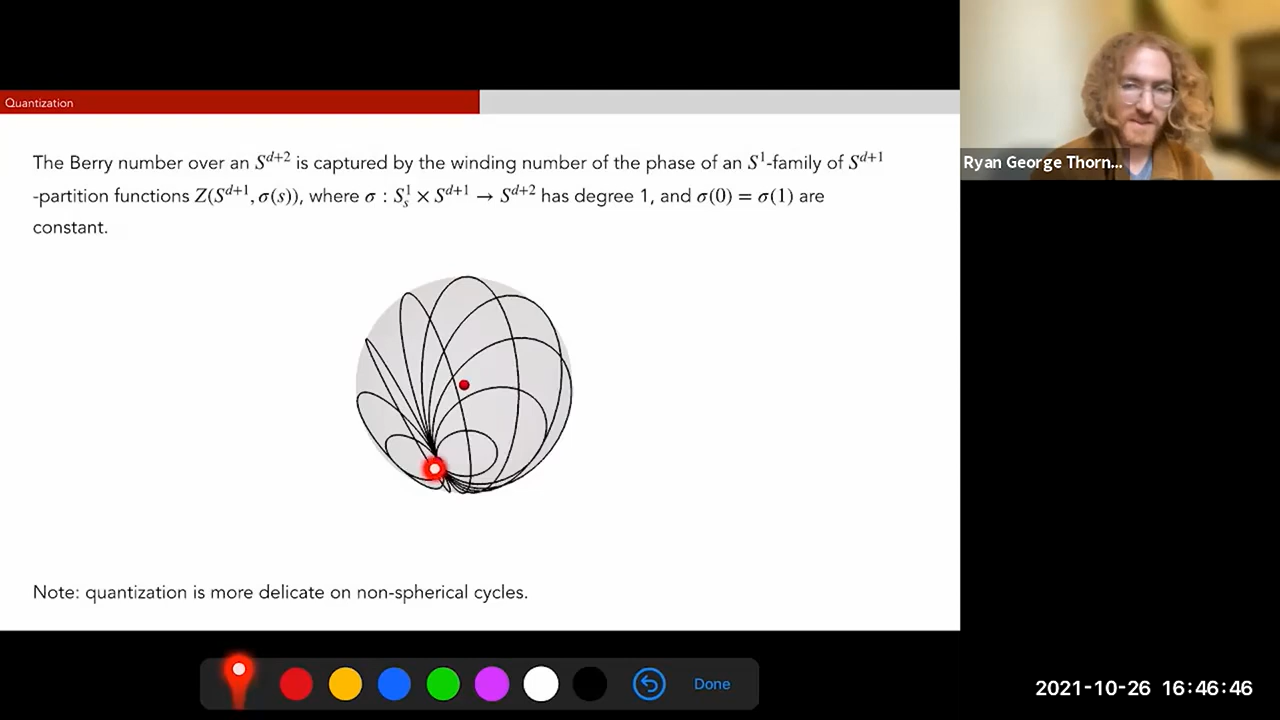 Quantization
The Berry number over an S^{d+2} is captured by the winding number of the phase of an S^1-family of S^{d+1}
-partition functions Z(S^{d+1}, σ(s)), where σ : S^1_s × S^{d+1} → S^{d+2} has degree 1, and σ(0) = σ(1) are
constant.
Ryan George Thorn...
Note: quantization is more delicate on non-spherical cycles.
Done
2021-10-26 16:46:46